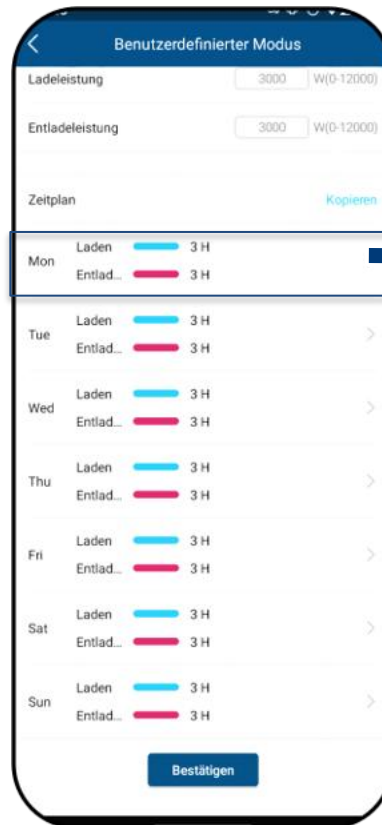 Benutzerdefinierter Modus
Ladeleistung 3000 W(0-12000)
Entladeleistung 3000 W(0-12000)
Zeitplan Kopieren
Mon
Laden 3 H
Entlad... 3 H
Tue
Laden 3 H
Entlad... 3 H
Wed
Laden 3 H
Entlad... 3 H
Thu
Laden 3 H
Entlad... 3 H
Fri
Laden 3 H
Entlad... 3 H
Sat
Laden 3 H
Entlad... 3 H
Sun
Laden 3 H
Entlad... 3 H
Bestätigen